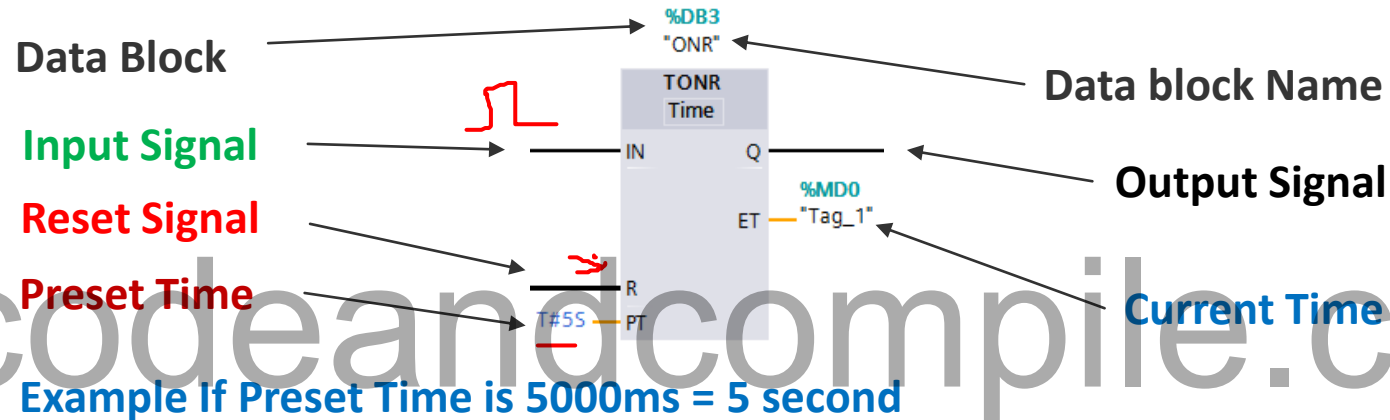 %DB3
"ONR"
Data Block
Data block Name
TONR
Time
Input Signal
IN
Q
Output Signal
%MD0
"Tag_1"
ET
Reset Signal
R
Preset Time
T#5S
PT
Current Time
codeandcompile.c
Example If Preset Time is 5000ms = 5 second